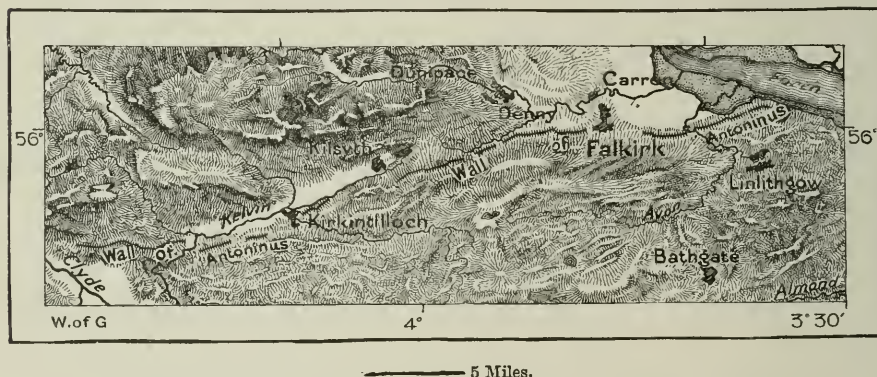 Dunipace
Carron
Forth
Denny
56°
Antoninus
56°
Kilsyth
Wall
of
Falkirk
Linlithgow
Kelvin
Kirkintilloch
Avon
Wall of
Antoninus
Bathgate
Clyde
Almond
W. of G
4°
3° 30'
5 Miles.